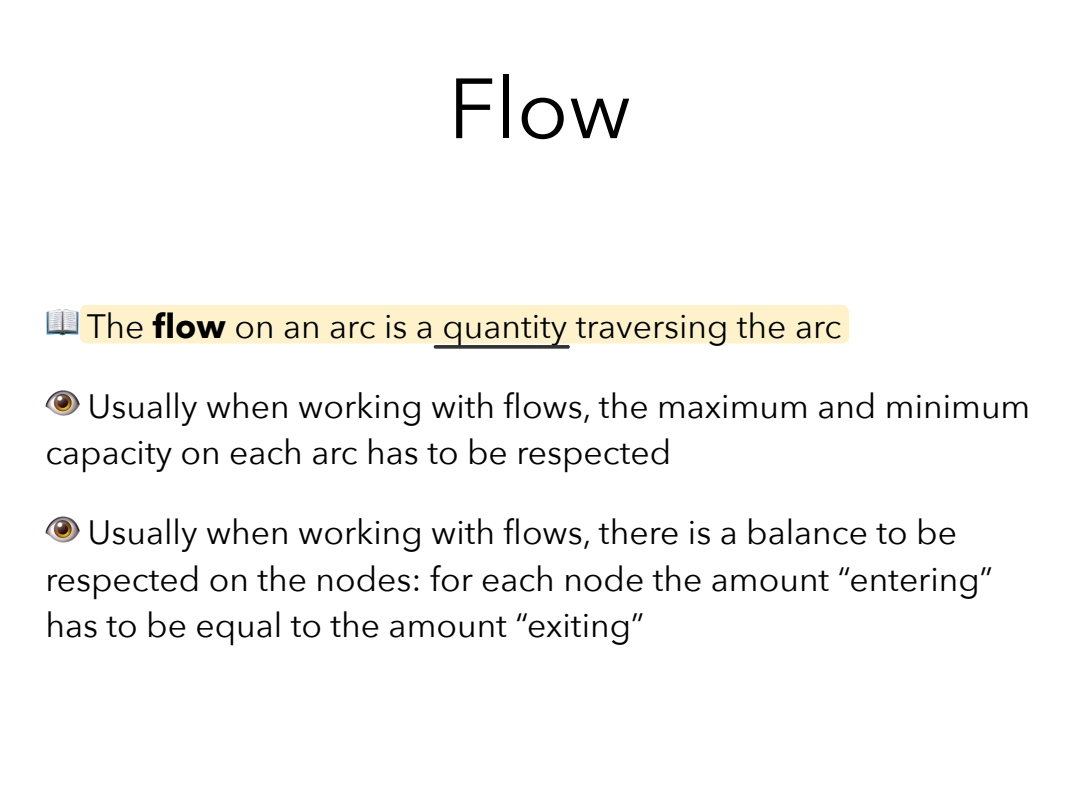 Flow
📖 The flow on an arc is a quantity traversing the arc
👁 Usually when working with flows, the maximum and minimum
capacity on each arc has to be respected
👁 Usually when working with flows, there is a balance to be
respected on the nodes: for each node the amount “entering”
has to be equal to the amount “exiting”